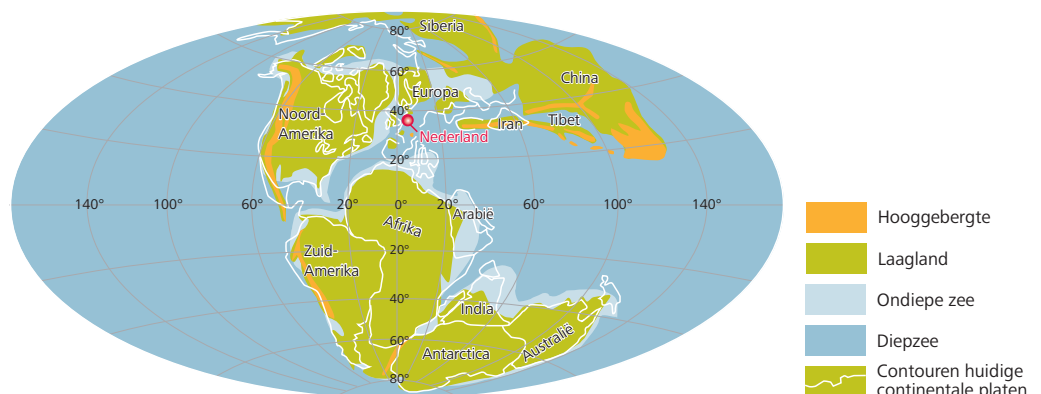 80°
Siberia
60°
China
Europa
40°
Noord-
Amerika
Nederland
Iran
Tibet
20°
140°
100°
60°
20°
0°
20°
60°
100°
140°
Arabië
Afrika
Zuid-
Amerika
20°
40°
India
60°
Antarctica
Australië
80°
Hooggebergte
Laagland
Ondiepe zee
Diepzee
Contouren huidige
continentale platen